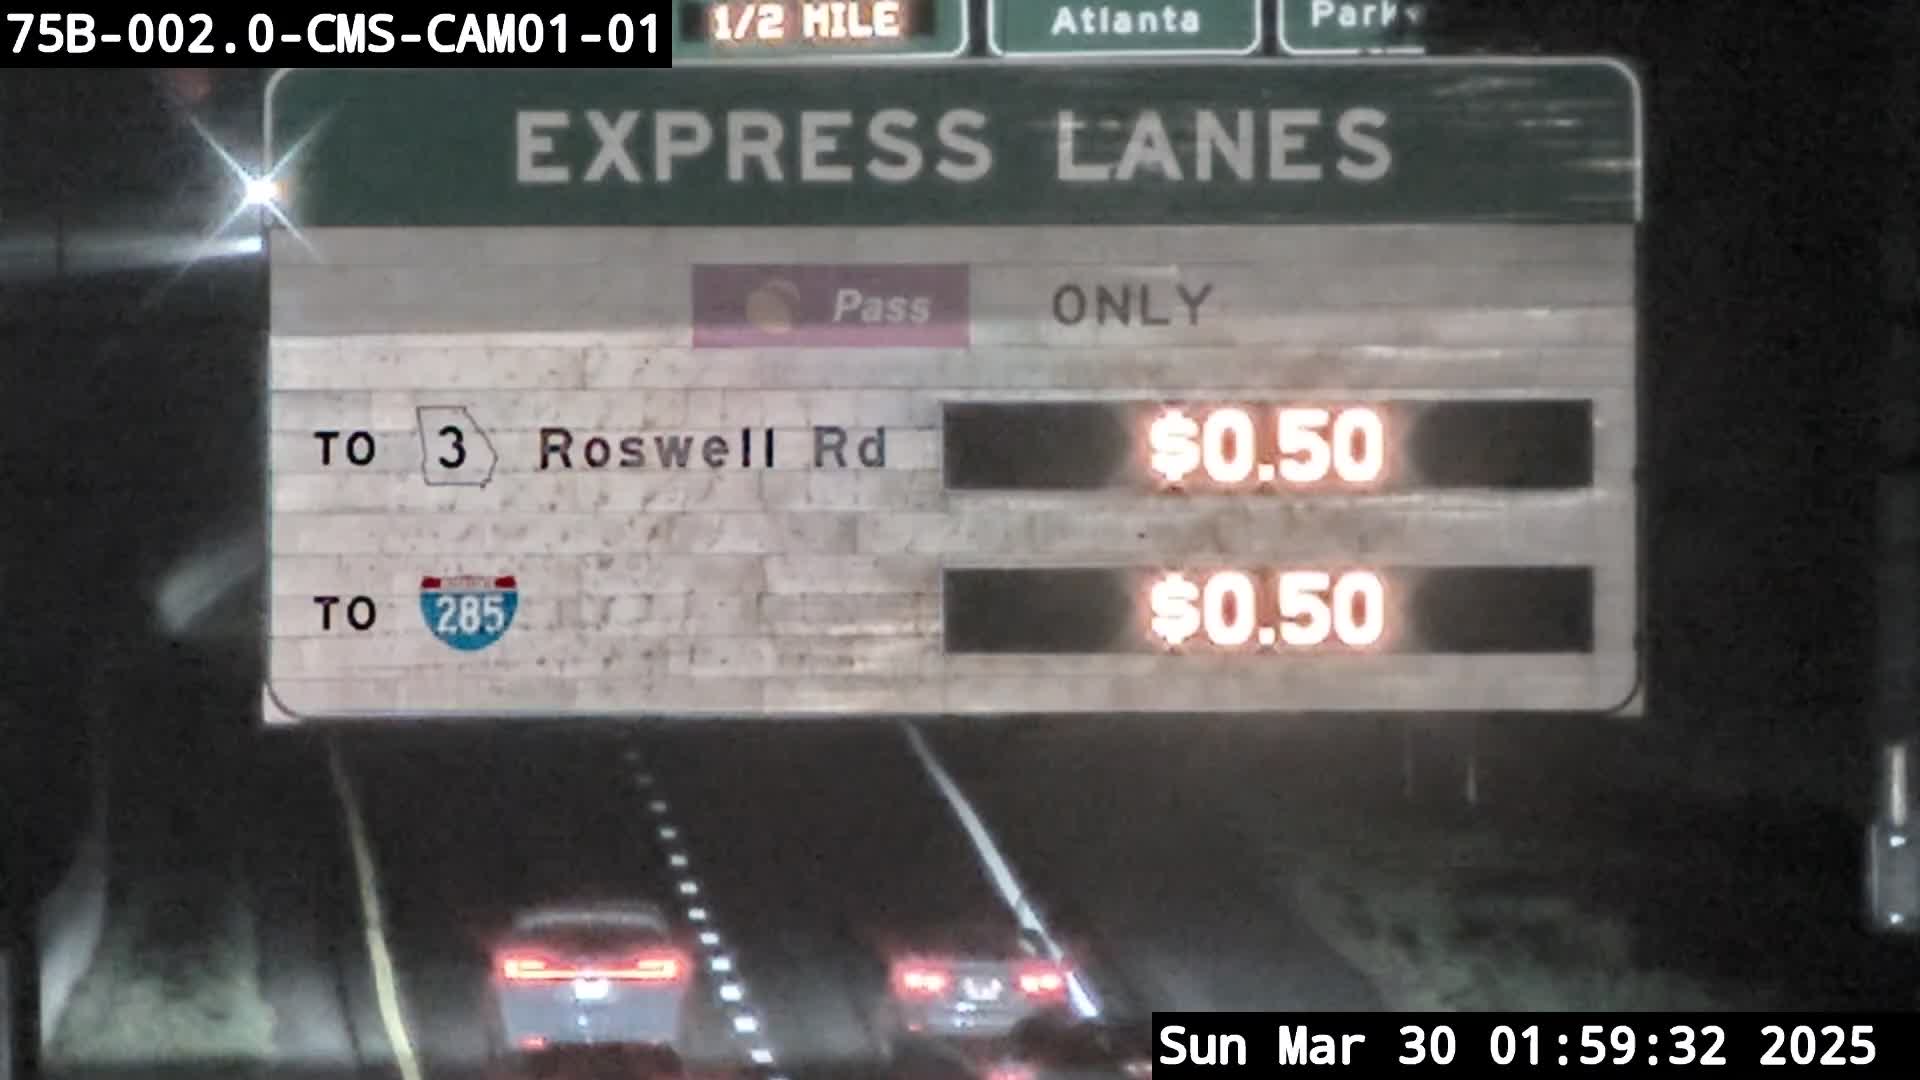 75B-002.0-CMS-CAM01-01
1/2 MILE
Atlanta
Park
EXPRESS LANES
Pass ONLY
TO 3 Roswell Rd $0.50
TO 285 $0.50
Sun Mar 30 01:59:32 2025